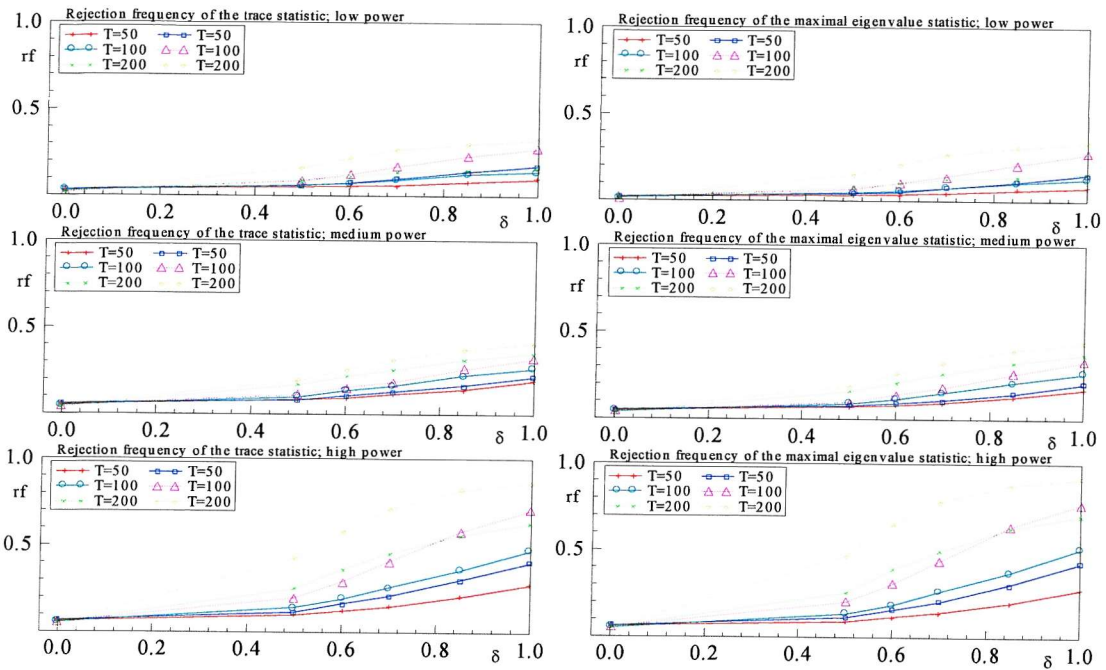 Rejection frequency of the trace statistic; low power
1.0
rf
0.5
T=50 T=50
T=100 T=100
T=200 T=200
0.0 0.2 0.4 0.6 0.8 δ 1.0
Rejection frequency of the maximal eigenvalue statistic; low power
1.0
rf
0.5
T=50 T=50
T=100 T=100
T=200 T=200
0.0 0.2 0.4 0.6 0.8 δ 1.0
Rejection frequency of the trace statistic; medium power
1.0
rf
0.5
T=50 T=50
T=100 T=100
T=200 T=200
0.0 0.2 0.4 0.6 0.8 δ 1.0
Rejection frequency of the maximal eigenvalue statistic; medium power
1.0
rf
0.5
T=50 T=50
T=100 T=100
T=200 T=200
0.0 0.2 0.4 0.6 0.8 δ 1.0
Rejection frequency of the trace statistic; high power
1.0
rf
0.5
T=50 T=50
T=100 T=100
T=200 T=200
0.0 0.2 0.4 0.6 0.8 δ 1.0
Rejection frequency of the maximal eigenvalue statistic; high power
1.0
rf
0.5
T=50 T=50
T=100 T=100
T=200 T=200
0.0 0.2 0.4 0.6 0.8 δ 1.0